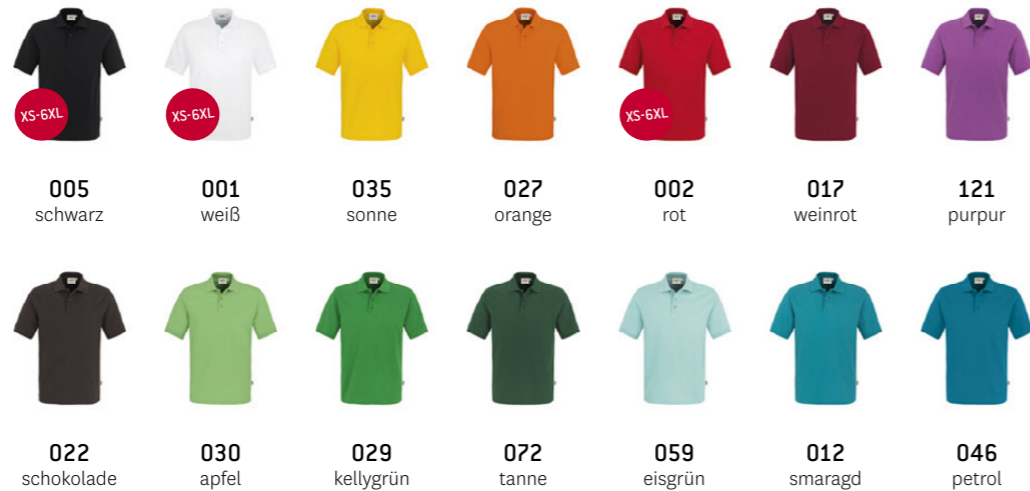 XS-6XL
XS-6XL
XS-6XL
005
schwarz
001
weiß
035
sonne
027
orange
002
rot
017
weinrot
121
purpur
022
schokolade
030
apfel
029
kellygrün
072
tanne
059
eisgrün
012
smaragd
046
petrol